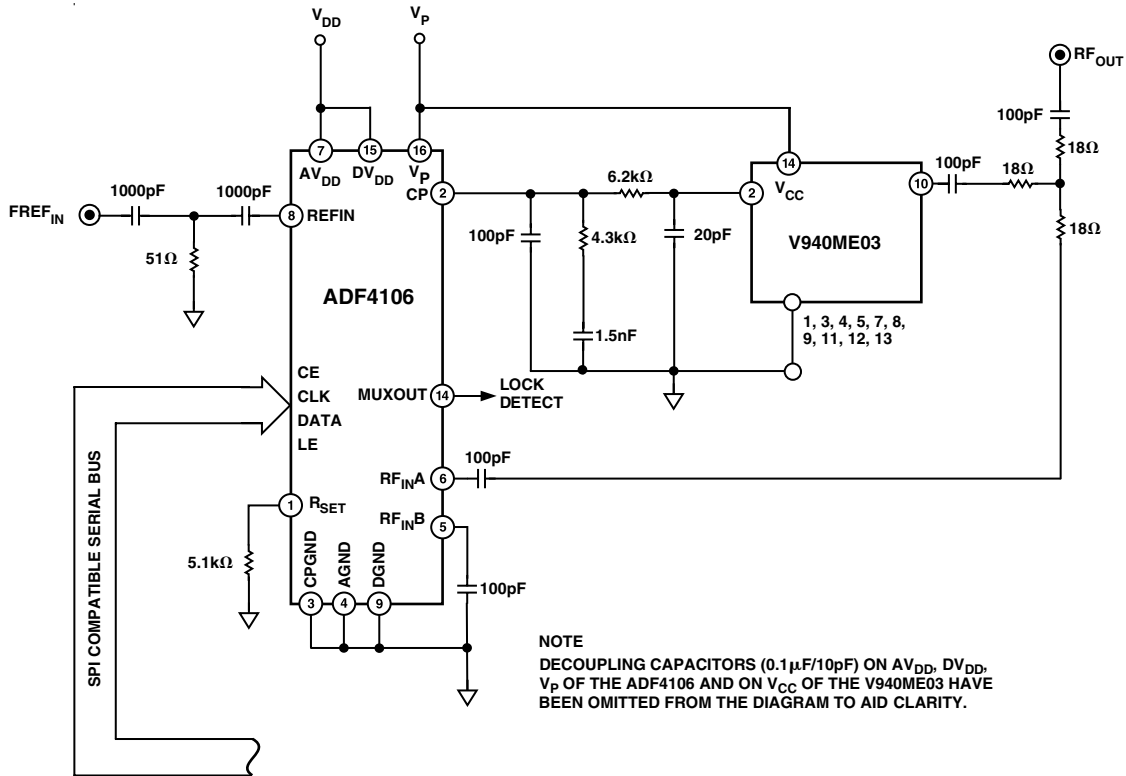 VDD
VP
RFOUT
100pF
18Ω
7
15
16
14
AVDD
DVDD
VP
VCC
CP
2
6.2kΩ
2
10
100pF
18Ω
1000pF
1000pF
FREFIN
8
REFIN
18Ω
100pF
4.3kΩ
20pF
V940ME03
51Ω
ADF4106
1.5nF
1, 3, 4, 5, 7, 8,
9, 11, 12, 13
CE
CLK
DATA
LE
MUXOUT
14
LOCK
DETECT
100pF
RFINA
6
1
RSET
RFINB
5
5.1kΩ
CPGND
AGND
DGND
100pF
3
4
9
SPI COMPATIBLE SERIAL BUS
NOTE
DECOUPLING CAPACITORS (0.1μF/10pF) ON AVDD, DVDD,
VP OF THE ADF4106 AND ON VCC OF THE V940ME03 HAVE
BEEN OMITTED FROM THE DIAGRAM TO AID CLARITY.